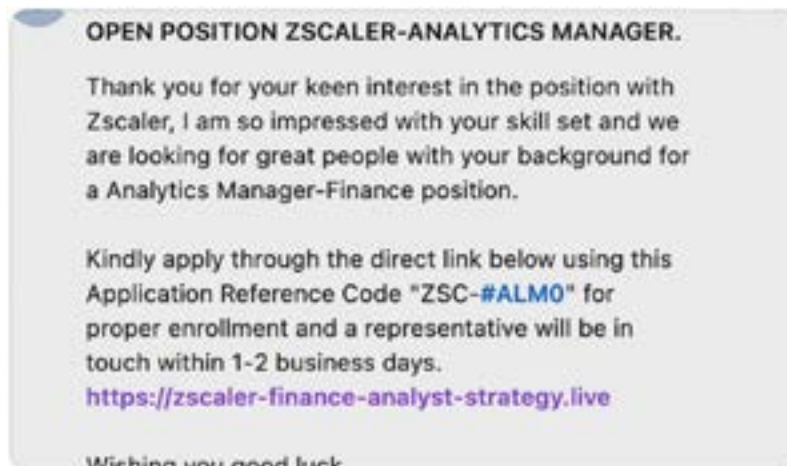 OPEN POSITION ZSCALER-ANALYTICS MANAGER.
Thank you for your keen interest in the position with
Zscaler, I am so impressed with your skill set and we
are looking for great people with your background for
a Analytics Manager-Finance position.
Kindly apply through the direct link below using this
Application Reference Code "ZSC-#ALM0" for
proper enrollment and a representative will be in
touch within 1-2 business days.
https://zscaler-finance-analyst-strategy.live
Wishing you good luck